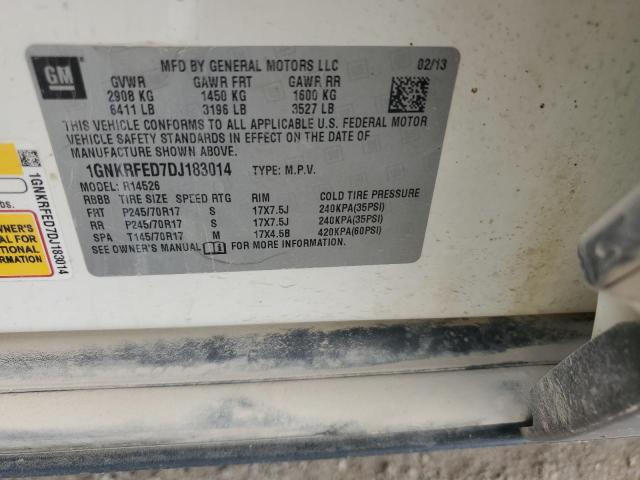 GM
MFD BY GENERAL MOTORS LLC 02/13
GVWR GAWR FRT GAWR RR
2908 KG 1450 KG 1600 KG
6411 LB 3196 LB 3527 LB
THIS VEHICLE CONFORMS TO ALL APPLICABLE U.S. FEDERAL MOTOR
VEHICLE SAFETY STANDARDS IN EFFECT ON THE DATE OF
MANUFACTURE SHOWN ABOVE.
1GNKRFED7DJ183014 TYPE: M.P.V.
MODEL: R14526
RBBB TIRE SIZE SPEED RTG RIM COLD TIRE PRESSURE
FRT P245/70R17 S 17X7.5J 240KPA(35PSI)
RR P245/70R17 S 17X7.5J 240KPA(35PSI)
SPA T145/70R17 M 17X4.5B 420KPA(60PSI)
SEE OWNER'S MANUAL FOR ADDITIONAL INFORMATION
1GNKRFED7DJ183014
OWNER'S
AL FOR
TIONAL
RMATION